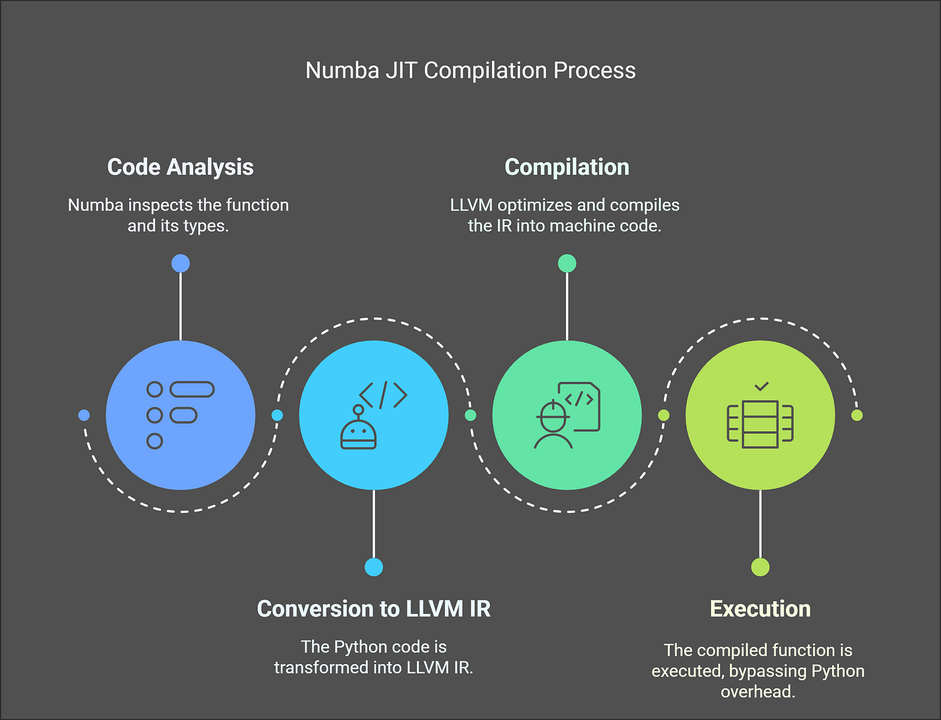 Numba JIT Compilation Process
Code Analysis
Numba inspects the function
and its types.
Compilation
LLVM optimizes and compiles
the IR into machine code.
Conversion to LLVM IR
The Python code is
transformed into LLVM IR.
Execution
The compiled function is
executed, bypassing Python
overhead.